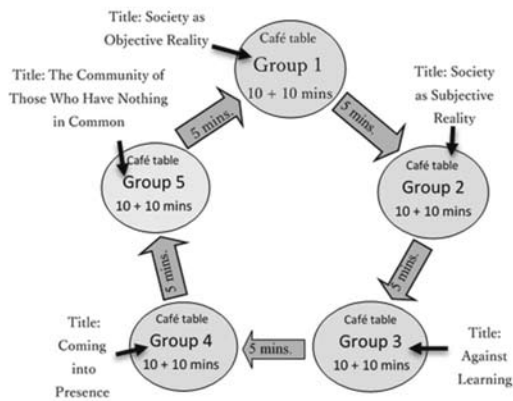 Title: Society as
Objective Reality
Café table
Group 1
10 + 10 mins
5 mins.
Title: Society
as Subjective
Reality
Café table
Group 2
10 + 10 mins
5 mins.
Café table
Group 3
10 + 10 mins
Title:
Against
Learning
5 mins.
Café table
Group 4
10 + 10 mins
Title:
Coming
into
Presence
5 mins.
Café table
Group 5
10 + 10 mins
Title: The Community of
Those Who Have Nothing
in Common
5 mins.